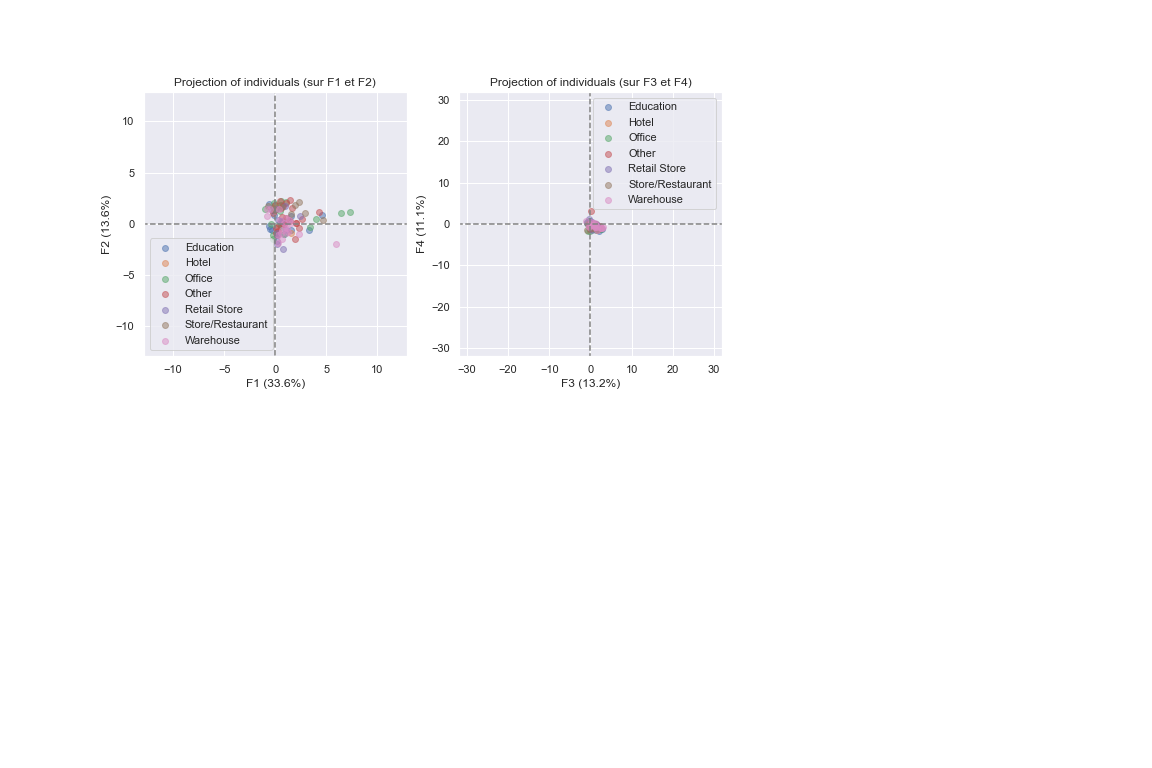 Projection of individuals (sur F1 et F2)
10
5
0
−5
−10
F2 (13.6%)
Education
Hotel
Office
Other
Retail Store
Store/Restaurant
Warehouse
−10 −5 0 5 10
F1 (33.6%)
Projection of individuals (sur F3 et F4)
30
20
10
0
−10
−20
−30
F4 (11.1%)
Education
Hotel
Office
Other
Retail Store
Store/Restaurant
Warehouse
−30 −20 −10 0 10 20 30
F3 (13.2%)